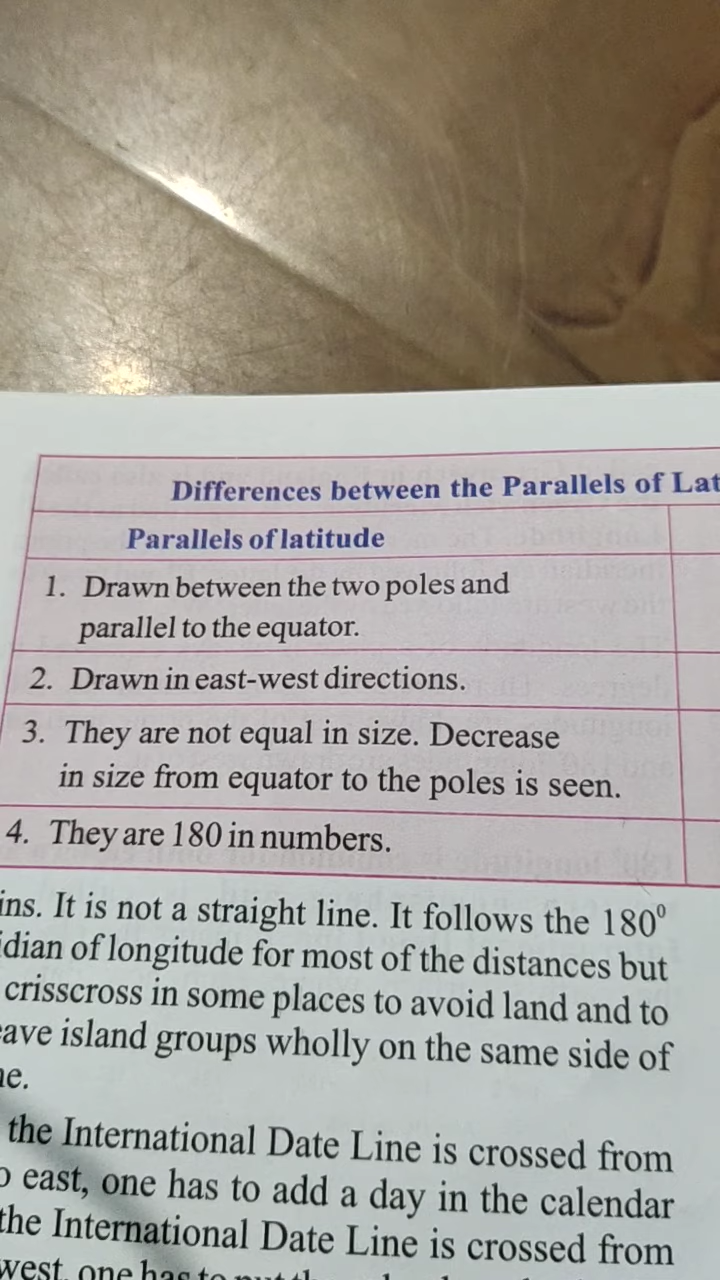 Differences between the Parallels of Lat
Parallels of latitude
1. Drawn between the two poles and
parallel to the equator.
2. Drawn in east-west directions.
3. They are not equal in size. Decrease
in size from equator to the poles is seen.
4. They are 180 in numbers.
ins. It is not a straight line. It follows the 180⁰
idian of longitude for most of the distances but
crisscross in some places to avoid land and to
eave island groups wholly on the same side of
ne.
the International Date Line is crossed from
o east, one has to add a day in the calendar
the International Date Line is crossed from
west, one has to